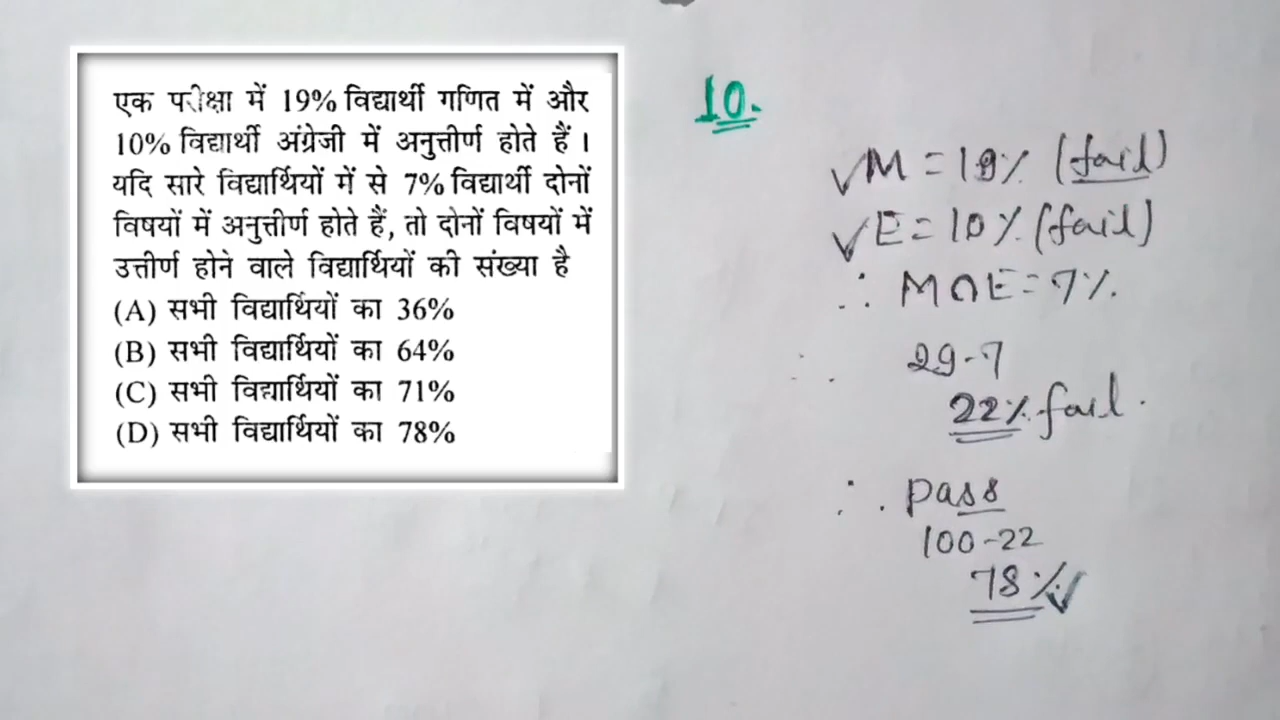 एक परीक्षा में 19% विद्यार्थी गणित में और
10% विद्यार्थी अंग्रेजी में अनुत्तीर्ण होते हैं ।
यदि सारे विद्यार्थियों में से 7% विद्यार्थी दोनों
विषयों में अनुत्तीर्ण होते हैं, तो दोनों विषयों में
उत्तीर्ण होने वाले विद्यार्थियों की संख्या है
(A) सभी विद्यार्थियों का 36%
(B) सभी विद्यार्थियों का 64%
(C) सभी विद्यार्थियों का 71%
(D) सभी विद्यार्थियों का 78%
10.
✓M = 19% (fail)
✓E = 10% (fail)
∴ M∩E = 7%.
29-7
22% fail.
∴ pass
100-22
78%✓